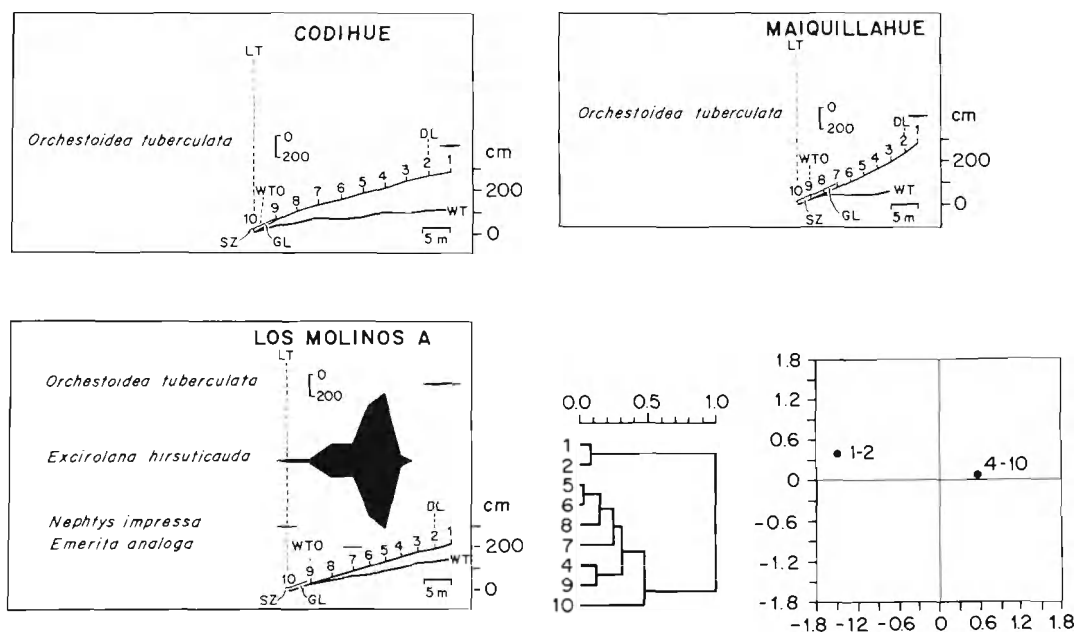 CODIHUE
LT
Orchestoidea tuberculata
0
200
DL
cm
10 9 8 7 6 5 4 3 2 1
WTO
200
WT
SZ
GL
5 m
0
MAIQUILLAHUE
LT
Orchestoidea tuberculata
0
200
DL
cm
10 9 8 7 6 5 4 3 2 1
WTO
200
WT
SZ
GL
5 m
0
LOS MOLINOS A
LT
Orchestoidea tuberculata
0
200
Excirolana hirsuticauda
Nephtys impressa
Emerita analoga
DL
cm
10 9 8 7 6 5 4 3 2 1
WTO
200
WT
SZ
GL
5 m
0
0.0 0.5 1.0
1
2
5
6
8
7
4
9
10
1.8
1.2
0.6
0
-0.6
-1.2
-1.8
1-2
4-10
-1.8 -1.2 -0.6 0 0.6 1.2 1.8